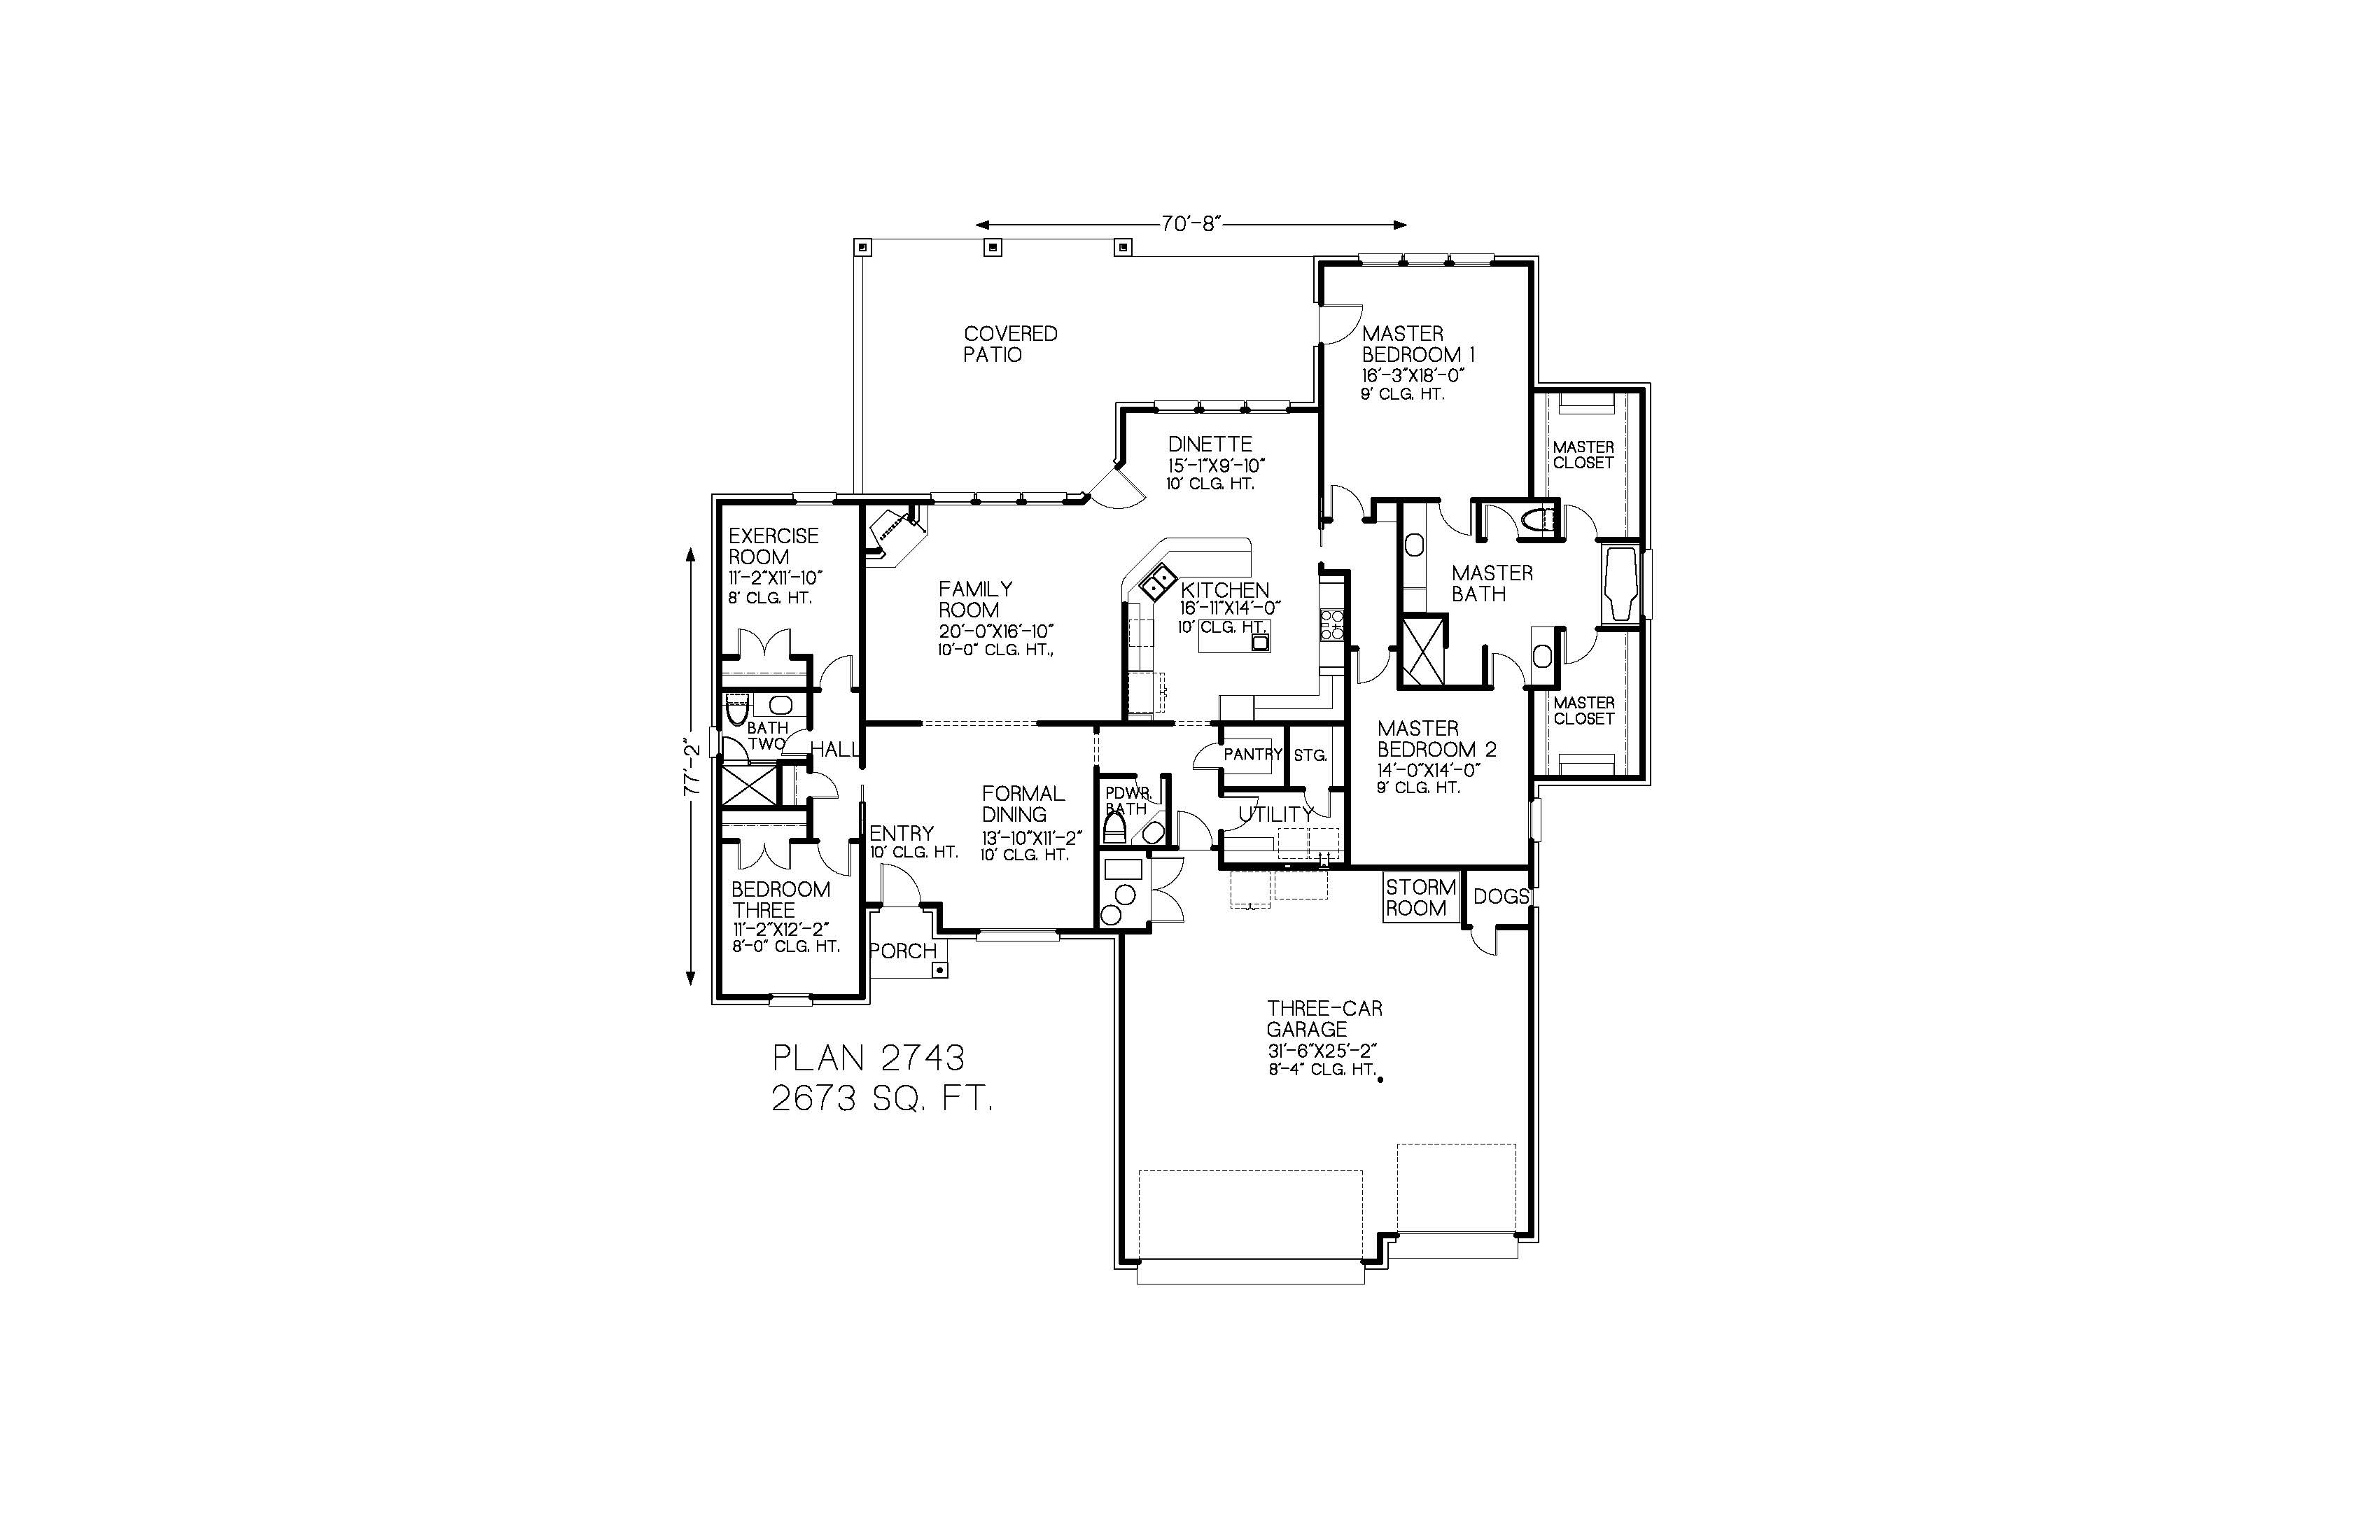 70'-8"
COVERED
PATIO
MASTER
BEDROOM 1
16'-3"X18'-0"
9' CLG. HT.
DINETTE
15'-1"X9'-10"
10' CLG. HT.
MASTER
CLOSET
EXERCISE
ROOM
11'-2"X11'-10"
8' CLG. HT.
FAMILY
ROOM
20'-0"X16'-10"
10'-0" CLG. HT.,
KITCHEN
16'-11"X14'-0"
10' CLG. HT.
MASTER
BATH
77'-2"
BATH
TWO
HALL
PANTRY
STG.
MASTER
BEDROOM 2
14'-0"X14'-0"
9' CLG. HT.
MASTER
CLOSET
FORMAL
DINING
13'-10"X11'-2"
10' CLG. HT.
PDWR.
BATH
UTILITY
ENTRY
10' CLG. HT.
BEDROOM
THREE
11'-2"X12'-2"
8'-0" CLG. HT.
PORCH
STORM
ROOM
DOGS
THREE-CAR
GARAGE
31'-6"X25'-2"
8'-4" CLG. HT.
PLAN 2743
2673 SQ. FT.